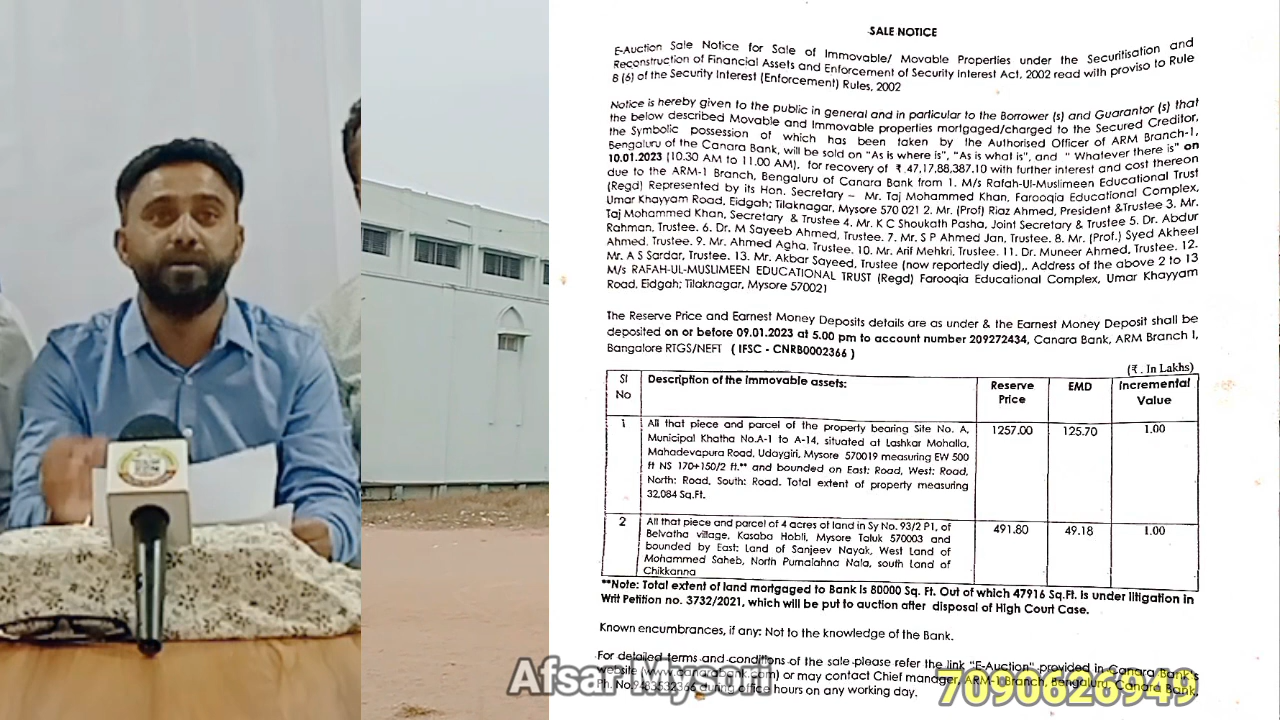 SALE NOTICE
E-Auction Sale Notice for Sale of Immovable/ Movable Properties under the Securitisation and
Reconstruction of Financial Assets and Enforcement of Security Interest Act, 2002 read with proviso to Rule
8 (6) of the Security Interest (Enforcement) Rules, 2002
Notice is hereby given to the public in general and in particular to the Borrower (s) and Guarantor (s) that
the below described Movable and Immovable properties mortgaged/charged to the Secured Creditor,
the Symbolic possession of which has been taken by the Authorised Officer of ARM Branch-1,
Bengaluru of the Canara Bank, will be sold on "As is where is", "As is what is", and " Whatever there is" on
10.01.2023 (10.30 AM to 11.00 AM), for recovery of ₹.47,17,88,387.10 with further interest and cost thereon
due to the ARM-1 Branch, Bengaluru of Canara Bank from 1. M/s Rafah-Ul-Muslimeen Educational Trust
(Regd) Represented by its Hon. Secretary – Mr. Taj Mohammed Khan, Farooqia Educational Complex,
Umar Khayyam Road, Eidgah; Tilaknagar, Mysore 570 021 2. Mr. (Prof) Riaz Ahmed, President &Trustee 3. Mr.
Taj Mohammed Khan, Secretary & Trustee 4. Mr. K C Shoukath Pasha, Joint Secretary & Trustee 5. Dr. Abdur
Rahman, Trustee. 6. Dr. M Sayeeb Ahmed, Trustee. 7. Mr. S P Ahmed Jan, Trustee. 8. Mr. (Prof.) Syed Akheel
Ahmed, Trustee. 9. Mr. Ahmed Agha, Trustee. 10. Mr. Arif Mehkri, Trustee. 11. Dr. Muneer Ahmed, Trustee. 12.
Mr. A S Sardar, Trustee. 13. Mr. Akbar Sayeed, Trustee (now reportedly died),. Address of the above 2 to 13
M/s RAFAH-UL-MUSLIMEEN EDUCATIONAL TRUST (Regd) Farooqia Educational Complex, Umar Khayyam
Road, Eidgah; Tilaknagar, Mysore 570021
The Reserve Price and Earnest Money Deposits details are as under & the Earnest Money Deposit shall be
deposited on or before 09.01.2023 at 5.00 pm to account number 209272434, Canara Bank, ARM Branch 1,
Bangalore RTGS/NEFT ( IFSC - CNRB0002366 )
(₹. In Lakhs)
Sl No Description of the Immovable assets: Reserve Price EMD Incremental Value
1 All that piece and parcel of the property bearing Site No. A, 1257.00 125.70 1.00
Municipal Khatha No.A-1 to A-14, situated at Lashkar Mohalla,
Mahadevapura Road, Udaygiri, Mysore 570019 measuring EW 500
ft NS 170+150/2 ft.** and bounded on East: Road, West: Road,
North: Road, South: Road. Total extent of property measuring
32,084 Sq.Ft.
2 All that piece and parcel of 4 acres of land in Sy No. 93/2 P1, of 491.80 49.18 1.00
Belvatha village, Kasaba Hobli, Mysore Taluk 570003 and
bounded by East: Land of Sanjeev Nayak, West Land of
Mohammed Saheb, North Purnaiahna Nala, south Land of
Chikkanna
**Note: Total extent of land mortgaged to Bank is 80000 Sq. Ft. Out of which 47916 Sq.Ft. is under litigation in
Writ Petition no. 3732/2021, which will be put to auction after disposal of High Court Case.
Known encumbrances, if any: Not to the knowledge of the Bank.
For detailed terms and conditions of the sale please refer the link "E-Auction" provided in Canara Bank's
website (www.canarabank.com) or may contact Chief manager, ARM-1 Branch, Bengaluru, Canara Bank,
Ph. No. during office hours on any working day.
Afsar Mysori
7090626949